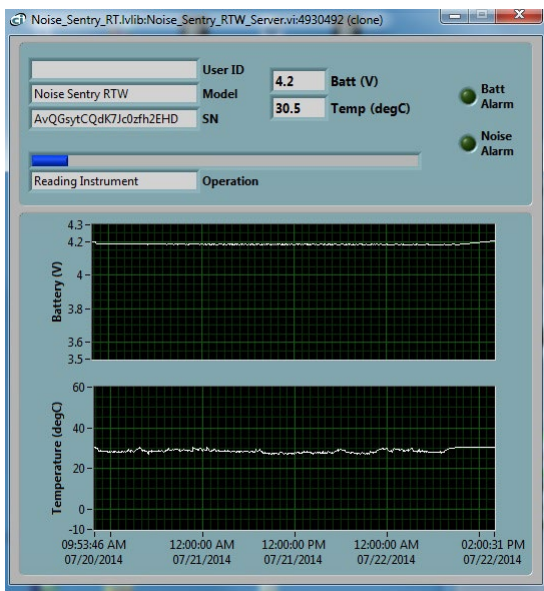 Noise_Sentry_RT.lvlib:Noise_Sentry_RTW_Server.vi:4930492 (clone)
User ID
Noise Sentry RTW Model
AvQGsytCQdK7Jc0zfh2EHD SN
4.2 Batt (V)
30.5 Temp (degC)
Batt
Alarm
Noise
Alarm
Reading Instrument Operation
Battery (V)
4.3
4.2
4
3.8
3.6
3.5
Temperature (degC)
60
40
20
0
-10
09:53:46 AM 12:00:00 AM 12:00:00 PM 12:00:00 AM 02:00:31 PM
07/20/2014 07/21/2014 07/21/2014 07/22/2014 07/22/2014